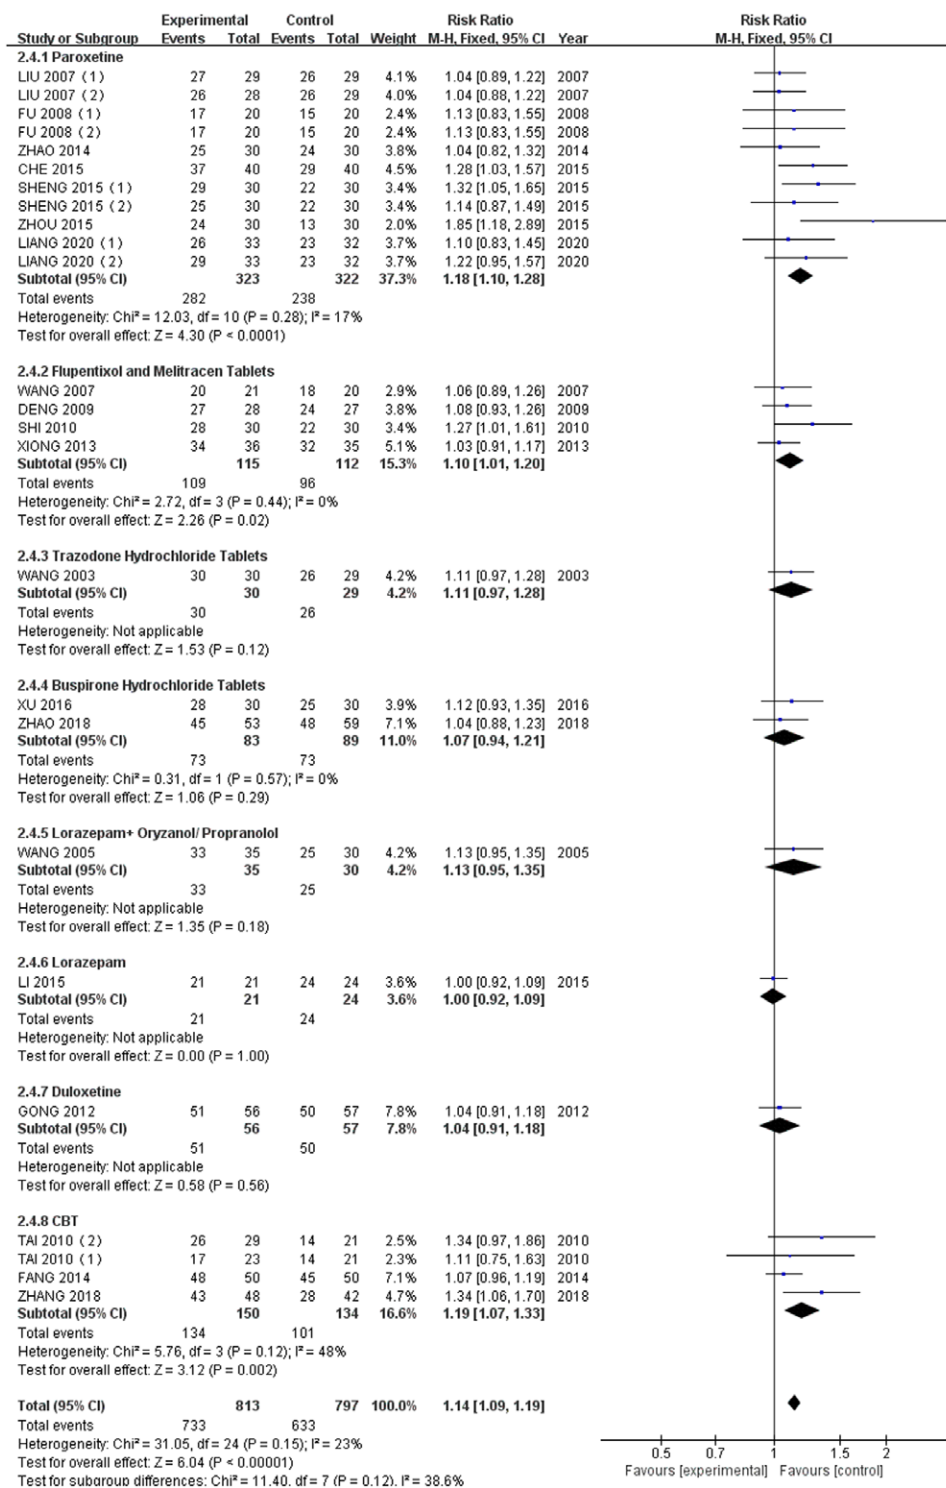 Experimental Control Risk Ratio Risk Ratio
Study or Subgroup Events Total Events Total Weight M-H, Fixed, 95% CI Year M-H, Fixed, 95% CI
2.4.1 Paroxetine
LIU 2007 (1) 27 29 26 29 4.1% 1.04 [0.89, 1.22] 2007
LIU 2007 (2) 26 28 26 29 4.0% 1.04 [0.88, 1.22] 2007
FU 2008 (1) 17 20 15 20 2.4% 1.13 [0.83, 1.55] 2008
FU 2008 (2) 17 20 15 20 2.4% 1.13 [0.83, 1.55] 2008
ZHAO 2014 25 30 24 30 3.8% 1.04 [0.82, 1.32] 2014
CHE 2015 37 40 29 40 4.5% 1.28 [1.03, 1.57] 2015
SHENG 2015 (1) 29 30 22 30 3.4% 1.32 [1.05, 1.65] 2015
SHENG 2015 (2) 25 30 22 30 3.4% 1.14 [0.87, 1.49] 2015
ZHOU 2015 24 30 13 30 2.0% 1.85 [1.18, 2.89] 2015
LIANG 2020 (1) 26 33 23 32 3.7% 1.10 [0.83, 1.45] 2020
LIANG 2020 (2) 29 33 23 32 3.7% 1.22 [0.95, 1.57] 2020
Subtotal (95% CI) 323 322 37.3% 1.18 [1.10, 1.28]
Total events 282 238
Heterogeneity: Chi² = 12.03, df = 10 (P = 0.28); I² = 17%
Test for overall effect: Z = 4.30 (P < 0.0001)
2.4.2 Flupentixol and Melitracen Tablets
WANG 2007 20 21 18 20 2.9% 1.06 [0.89, 1.26] 2007
DENG 2009 27 28 24 27 3.8% 1.08 [0.93, 1.26] 2009
SHI 2010 28 30 22 30 3.4% 1.27 [1.01, 1.61] 2010
XIONG 2013 34 36 32 35 5.1% 1.03 [0.91, 1.17] 2013
Subtotal (95% CI) 115 112 15.3% 1.10 [1.01, 1.20]
Total events 109 96
Heterogeneity: Chi² = 2.72, df = 3 (P = 0.44); I² = 0%
Test for overall effect: Z = 2.26 (P = 0.02)
2.4.3 Trazodone Hydrochloride Tablets
WANG 2003 30 30 26 29 4.2% 1.11 [0.97, 1.28] 2003
Subtotal (95% CI) 30 29 4.2% 1.11 [0.97, 1.28]
Total events 30 26
Heterogeneity: Not applicable
Test for overall effect: Z = 1.53 (P = 0.12)
2.4.4 Buspirone Hydrochloride Tablets
XU 2016 28 30 25 30 3.9% 1.12 [0.93, 1.35] 2016
ZHAO 2018 45 53 48 59 7.1% 1.04 [0.88, 1.23] 2018
Subtotal (95% CI) 83 89 11.0% 1.07 [0.94, 1.21]
Total events 73 73
Heterogeneity: Chi² = 0.31, df = 1 (P = 0.57); I² = 0%
Test for overall effect: Z = 1.06 (P = 0.29)
2.4.5 Lorazepam+ Oryzanol/ Propranolol
WANG 2005 33 35 25 30 4.2% 1.13 [0.95, 1.35] 2005
Subtotal (95% CI) 35 30 4.2% 1.13 [0.95, 1.35]
Total events 33 25
Heterogeneity: Not applicable
Test for overall effect: Z = 1.35 (P = 0.18)
2.4.6 Lorazepam
LI 2015 21 21 24 24 3.6% 1.00 [0.92, 1.09] 2015
Subtotal (95% CI) 21 24 3.6% 1.00 [0.92, 1.09]
Total events 21 24
Heterogeneity: Not applicable
Test for overall effect: Z = 0.00 (P = 1.00)
2.4.7 Duloxetine
GONG 2012 51 56 50 57 7.8% 1.04 [0.91, 1.18] 2012
Subtotal (95% CI) 56 57 7.8% 1.04 [0.91, 1.18]
Total events 51 50
Heterogeneity: Not applicable
Test for overall effect: Z = 0.58 (P = 0.56)
2.4.8 CBT
TAI 2010 (2) 26 29 14 21 2.5% 1.34 [0.97, 1.86] 2010
TAI 2010 (1) 17 23 14 21 2.3% 1.11 [0.75, 1.63] 2010
FANG 2014 48 50 45 50 7.1% 1.07 [0.96, 1.19] 2014
ZHANG 2018 43 48 28 42 4.7% 1.34 [1.06, 1.70] 2018
Subtotal (95% CI) 150 134 16.6% 1.19 [1.07, 1.33]
Total events 134 101
Heterogeneity: Chi² = 5.76, df = 3 (P = 0.12); I² = 48%
Test for overall effect: Z = 3.12 (P = 0.002)
Total (95% CI) 813 797 100.0% 1.14 [1.09, 1.19]
Total events 733 633
Heterogeneity: Chi² = 31.05, df = 24 (P = 0.15); I² = 23%
Test for overall effect: Z = 6.04 (P < 0.00001)
Test for subgroup differences: Chi² = 11.40, df = 7 (P = 0.12), I² = 38.6%
0.5 0.7 1 1.5 2
Favours [experimental] Favours [control]